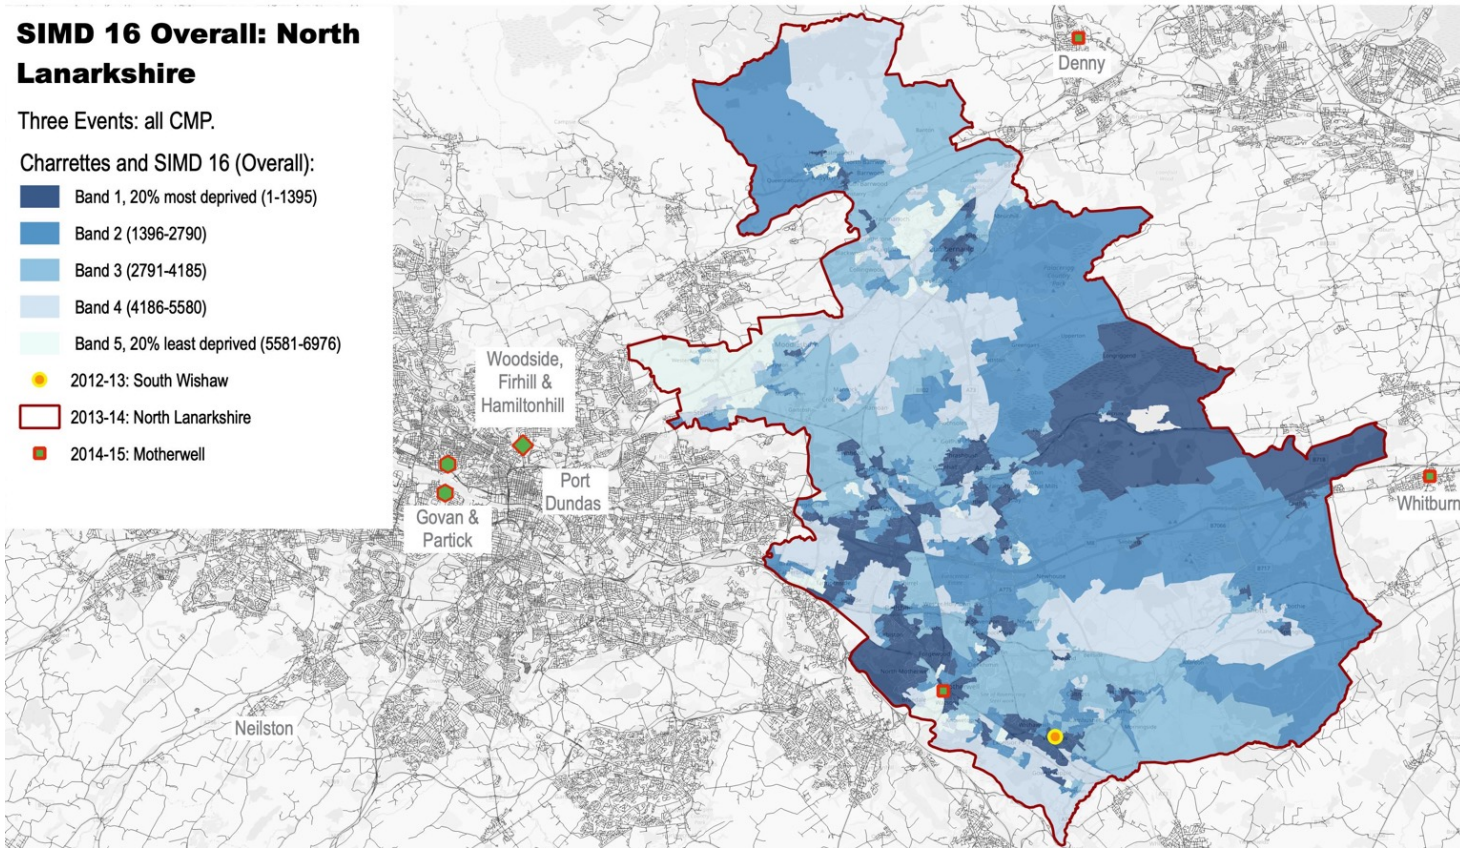 SIMD 16 Overall: North
Lanarkshire
Three Events: all CMP.
Charrettes and SIMD 16 (Overall):
Band 1, 20% most deprived (1-1395)
Band 2 (1396-2790)
Band 3 (2791-4185)
Band 4 (4186-5580)
Band 5, 20% least deprived (5581-6976)
2012-13: South Wishaw
2013-14: North Lanarkshire
2014-15: Motherwell
Denny
Woodside,
Firhill &
Hamiltonhill
Port
Dundas
Govan &
Partick
Whitburn
Neilston